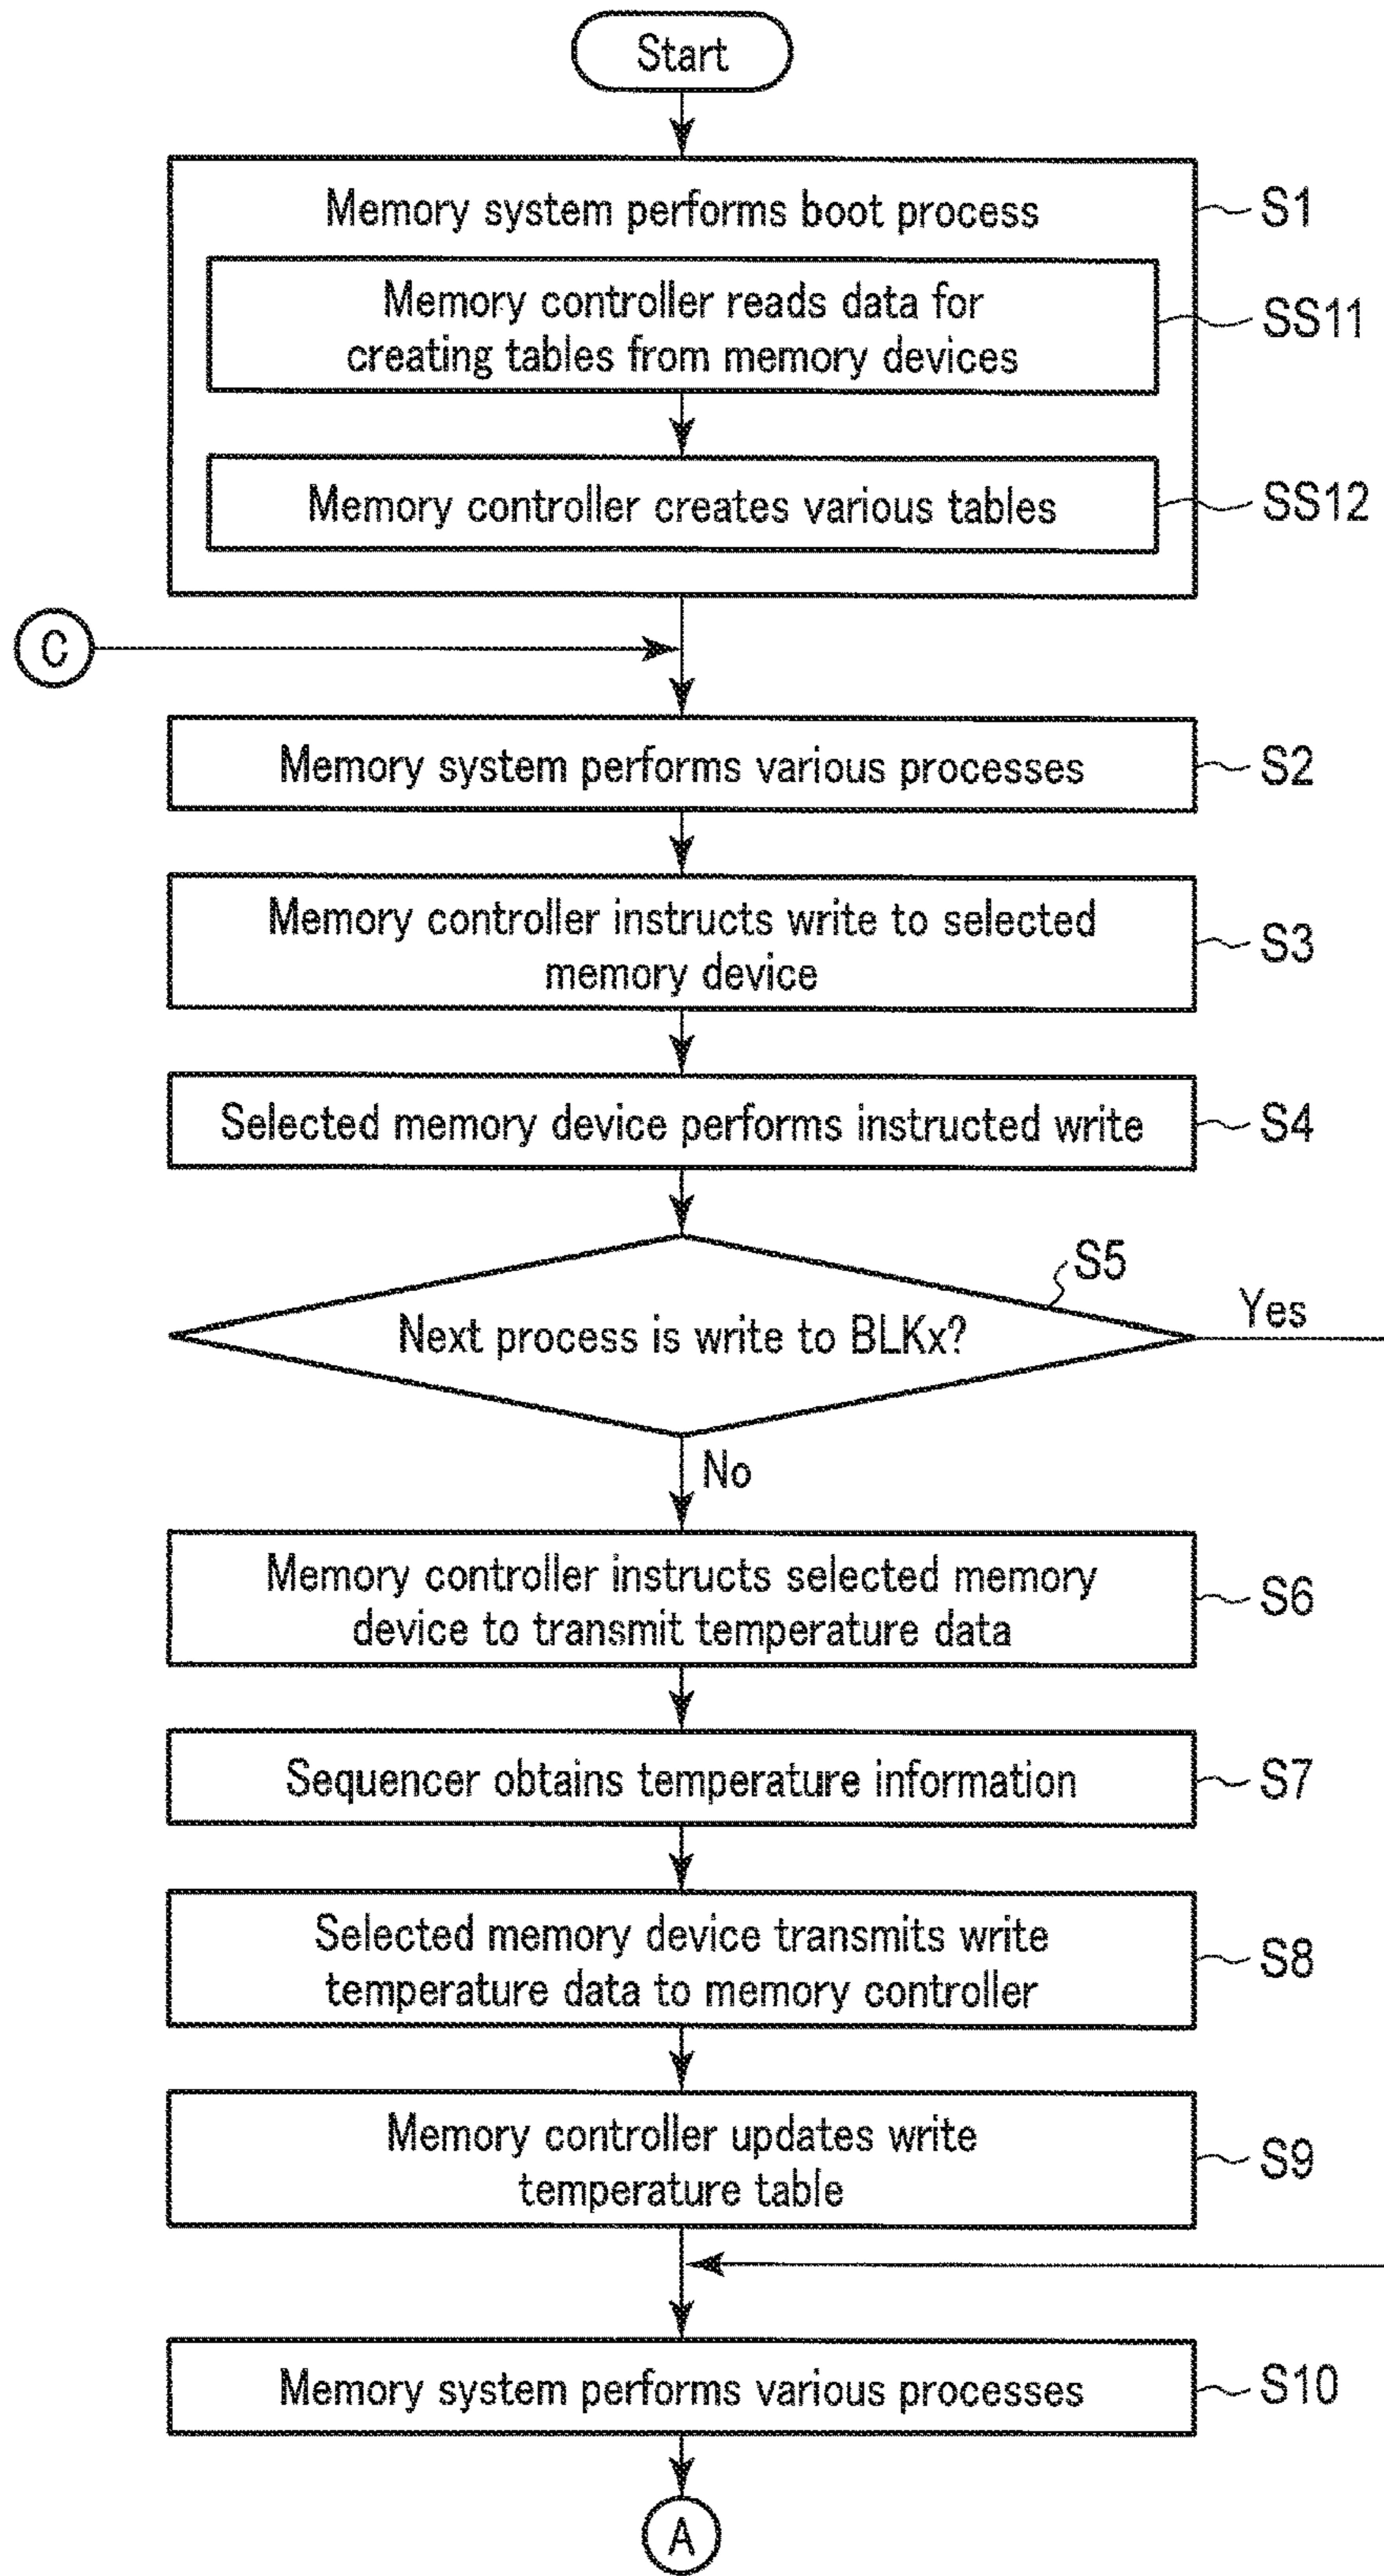 Start
Memory system performs boot process
S1
Memory controller reads data for
creating tables from memory devices
SS11
Memory controller creates various tables
SS12
C
Memory system performs various processes
S2
Memory controller instructs write to selected
memory device
S3
Selected memory device performs instructed write
S4
S5
Next process is write to BLKx?
Yes
No
Memory controller instructs selected memory
device to transmit temperature data
S6
Sequencer obtains temperature information
S7
Selected memory device transmits write
temperature data to memory controller
S8
Memory controller updates write
temperature table
S9
Memory system performs various processes
S10
A